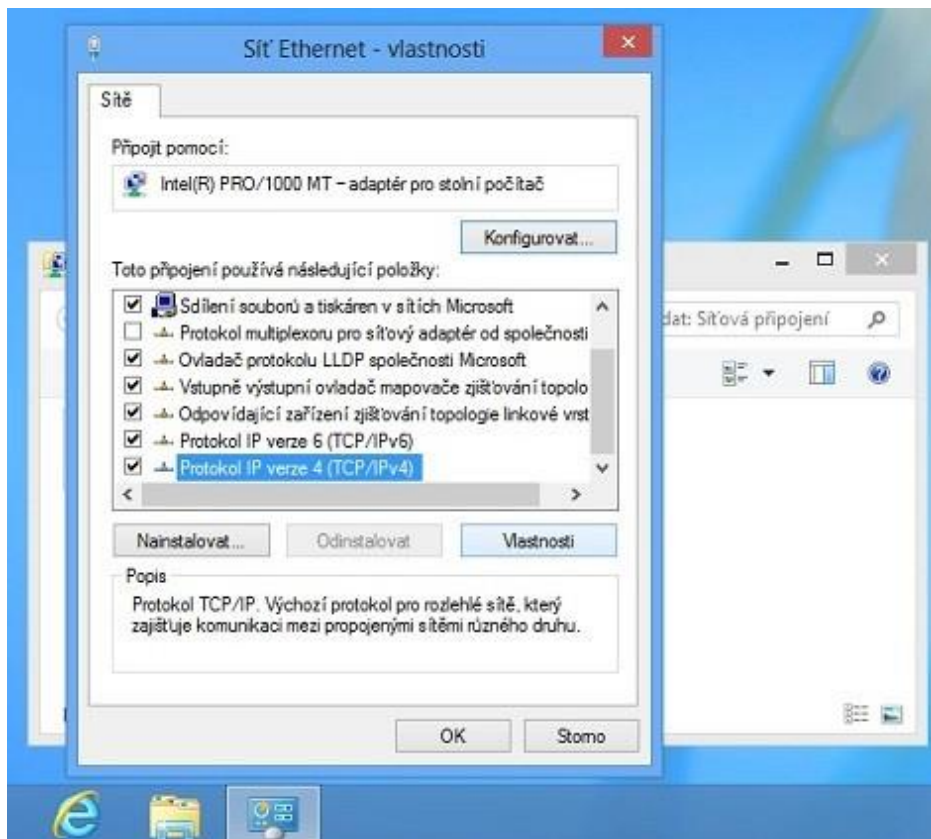 Síť Ethernet - vlastnosti
Sítě
Připojit pomocí:
Intel(R) PRO/1000 MT – adaptér pro stolní počítač
Konfigurovat...
Toto připojení používá následující položky:
Sdílení souborů a tiskáren v sítích Microsoft
Protokol multiplexoru pro síťový adaptér od společnosti
Ovladač protokolu LLDP společnosti Microsoft
Vstupně výstupní ovladač mapovače zjišťování topolo
Odpovídající zařízení zjišťování topologie linkové vrst
Protokol IP verze 6 (TCP/IPv6)
Protokol IP verze 4 (TCP/IPv4)
Nainstalovat...
Odinstalovat
Vlastnosti
Popis
Protokol TCP/IP. Výchozí protokol pro rozlehlé sítě, který
zajišťuje komunikaci mezi propojenými sítěmi různého druhu.
OK
Storno
dat: Síťová připojení